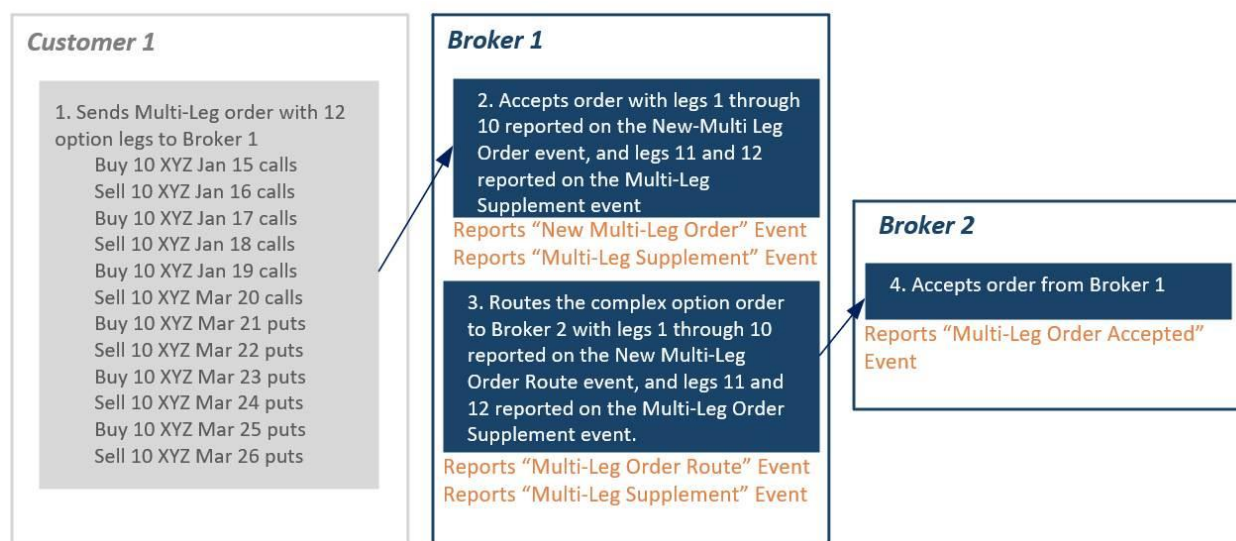 Customer 1
1. Sends Multi-Leg order with 12
option legs to Broker 1
Buy 10 XYZ Jan 15 calls
Sell 10 XYZ Jan 16 calls
Buy 10 XYZ Jan 17 calls
Sell 10 XYZ Jan 18 calls
Buy 10 XYZ Jan 19 calls
Sell 10 XYZ Mar 20 calls
Buy 10 XYZ Mar 21 puts
Sell 10 XYZ Mar 22 puts
Buy 10 XYZ Mar 23 puts
Sell 10 XYZ Mar 24 puts
Buy 10 XYZ Mar 25 puts
Sell 10 XYZ Mar 26 puts
Broker 1
2. Accepts order with legs 1 through
10 reported on the New-Multi Leg
Order event, and legs 11 and 12
reported on the Multi-Leg
Supplement event
Reports “New Multi-Leg Order” Event
Reports “Multi-Leg Supplement” Event
3. Routes the complex option order
to Broker 2 with legs 1 through 10
reported on the New Multi-Leg
Order Route event, and legs 11 and
12 reported on the Multi-Leg Order
Supplement event.
Reports “Multi-Leg Order Route” Event
Reports “Multi-Leg Supplement” Event
Broker 2
4. Accepts order from Broker 1
Reports “Multi-Leg Order Accepted”
Event